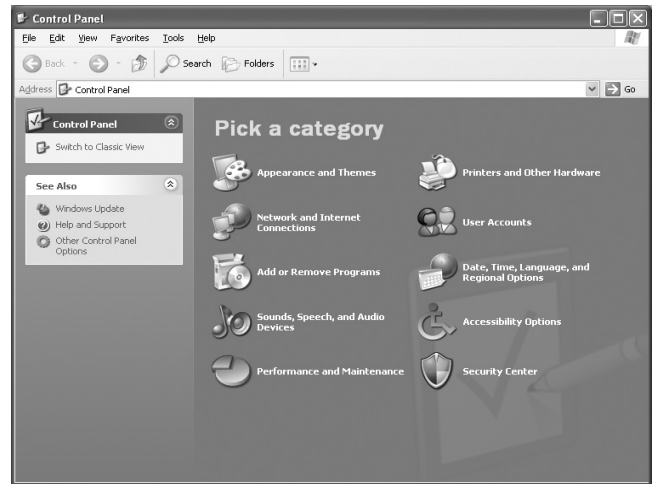 Control Panel
File Edit View Favorites Tools Help
Back Search Folders
Address Control Panel Go
Control Panel
Switch to Classic View
See Also
Windows Update
Help and Support
Other Control Panel
Options
Pick a category
Appearance and Themes
Printers and Other Hardware
Network and Internet
Connections
User Accounts
Add or Remove Programs
Date, Time, Language, and
Regional Options
Sounds, Speech, and Audio
Devices
Accessibility Options
Performance and Maintenance
Security Center